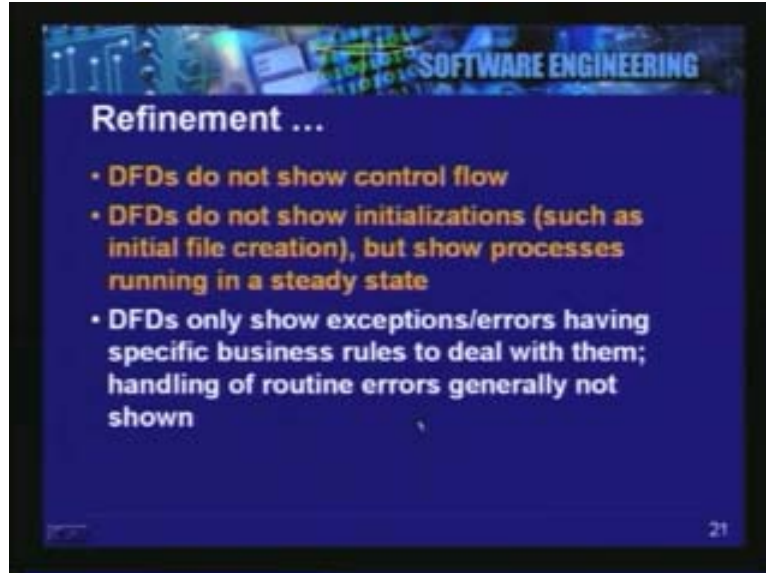 SOFTWARE ENGINEERING
Refinement ...
• DFDs do not show control flow
• DFDs do not show initializations (such as
initial file creation), but show processes
running in a steady state
• DFDs only show exceptions/errors having
specific business rules to deal with them;
handling of routine errors generally not
shown
21